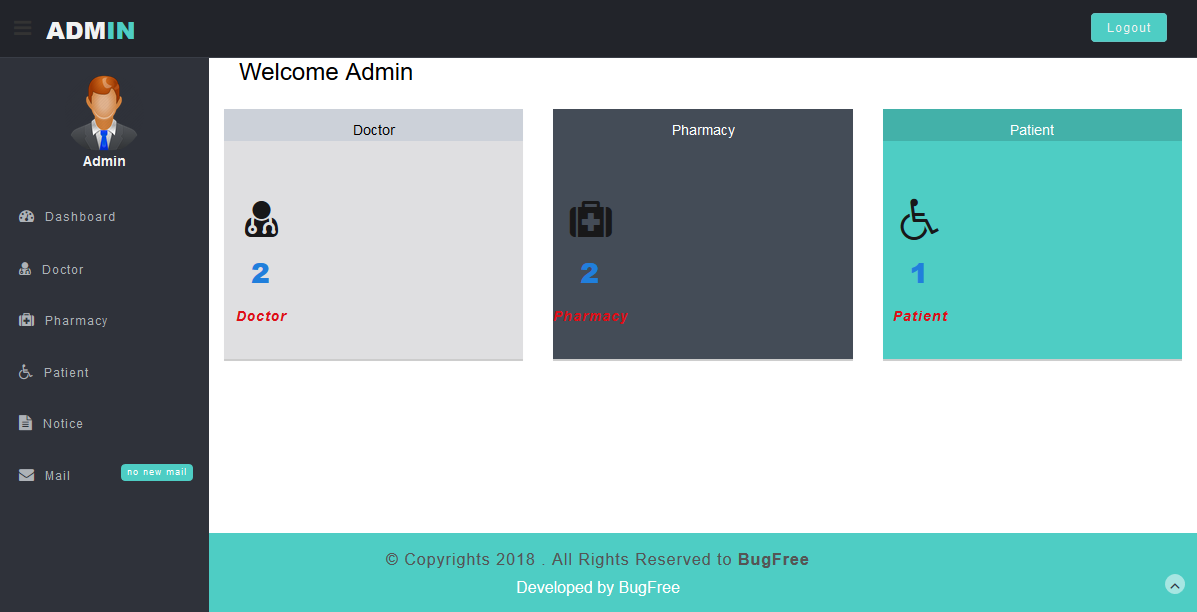 ADMIN
Logout
Admin
Dashboard
Doctor
Pharmacy
Patient
Notice
Mail
no new mail
Welcome Admin
Doctor
2
Doctor
Pharmacy
2
Pharmacy
Patient
1
Patient
© Copyrights 2018 . All Rights Reserved to BugFree
Developed by BugFree